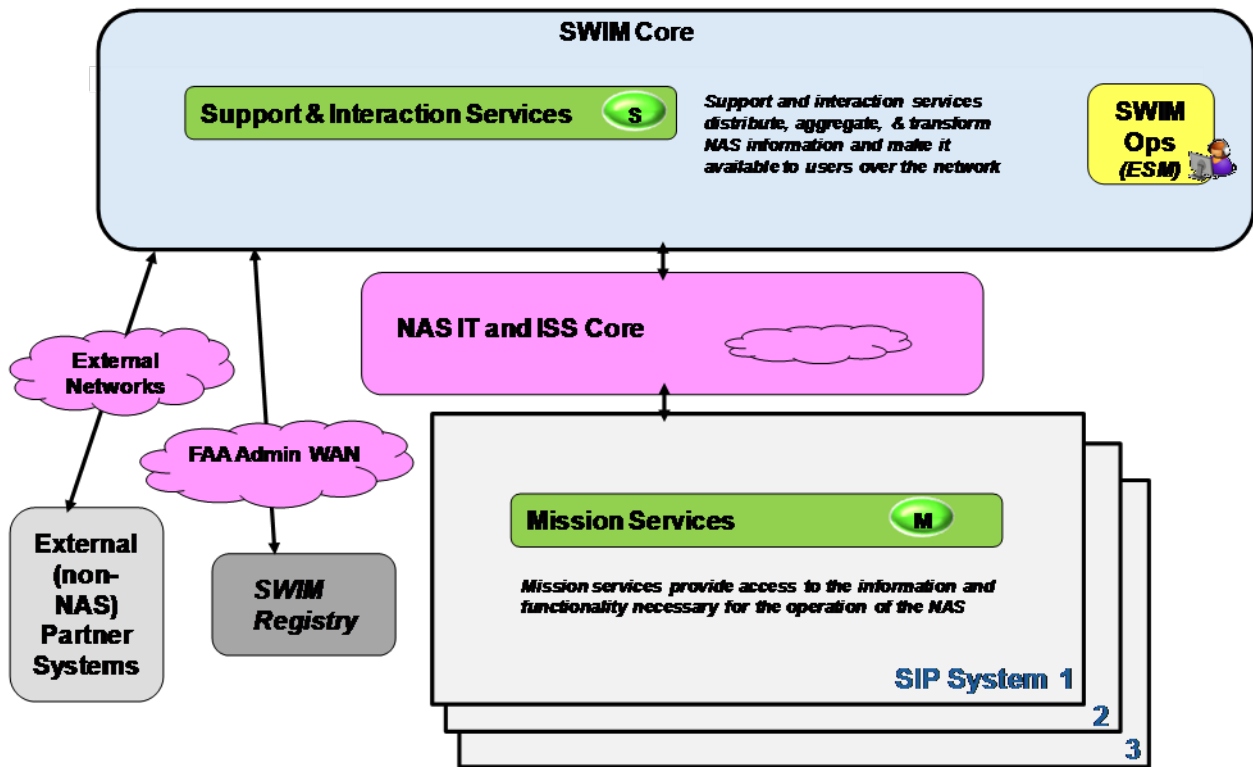 SWIM Core
Support & Interaction Services
S
Support and interaction services
distribute, aggregate, & transform
NAS information and make it
available to users over the network
SWIM
Ops
(ESM)
NAS IT and ISS Core
External
Networks
FAA Admin WAN
External
(non-
NAS)
Partner
Systems
SWIM
Registry
Mission Services
M
Mission services provide access to the information and
functionality necessary for the operation of the NAS
SIP System 1
2
3